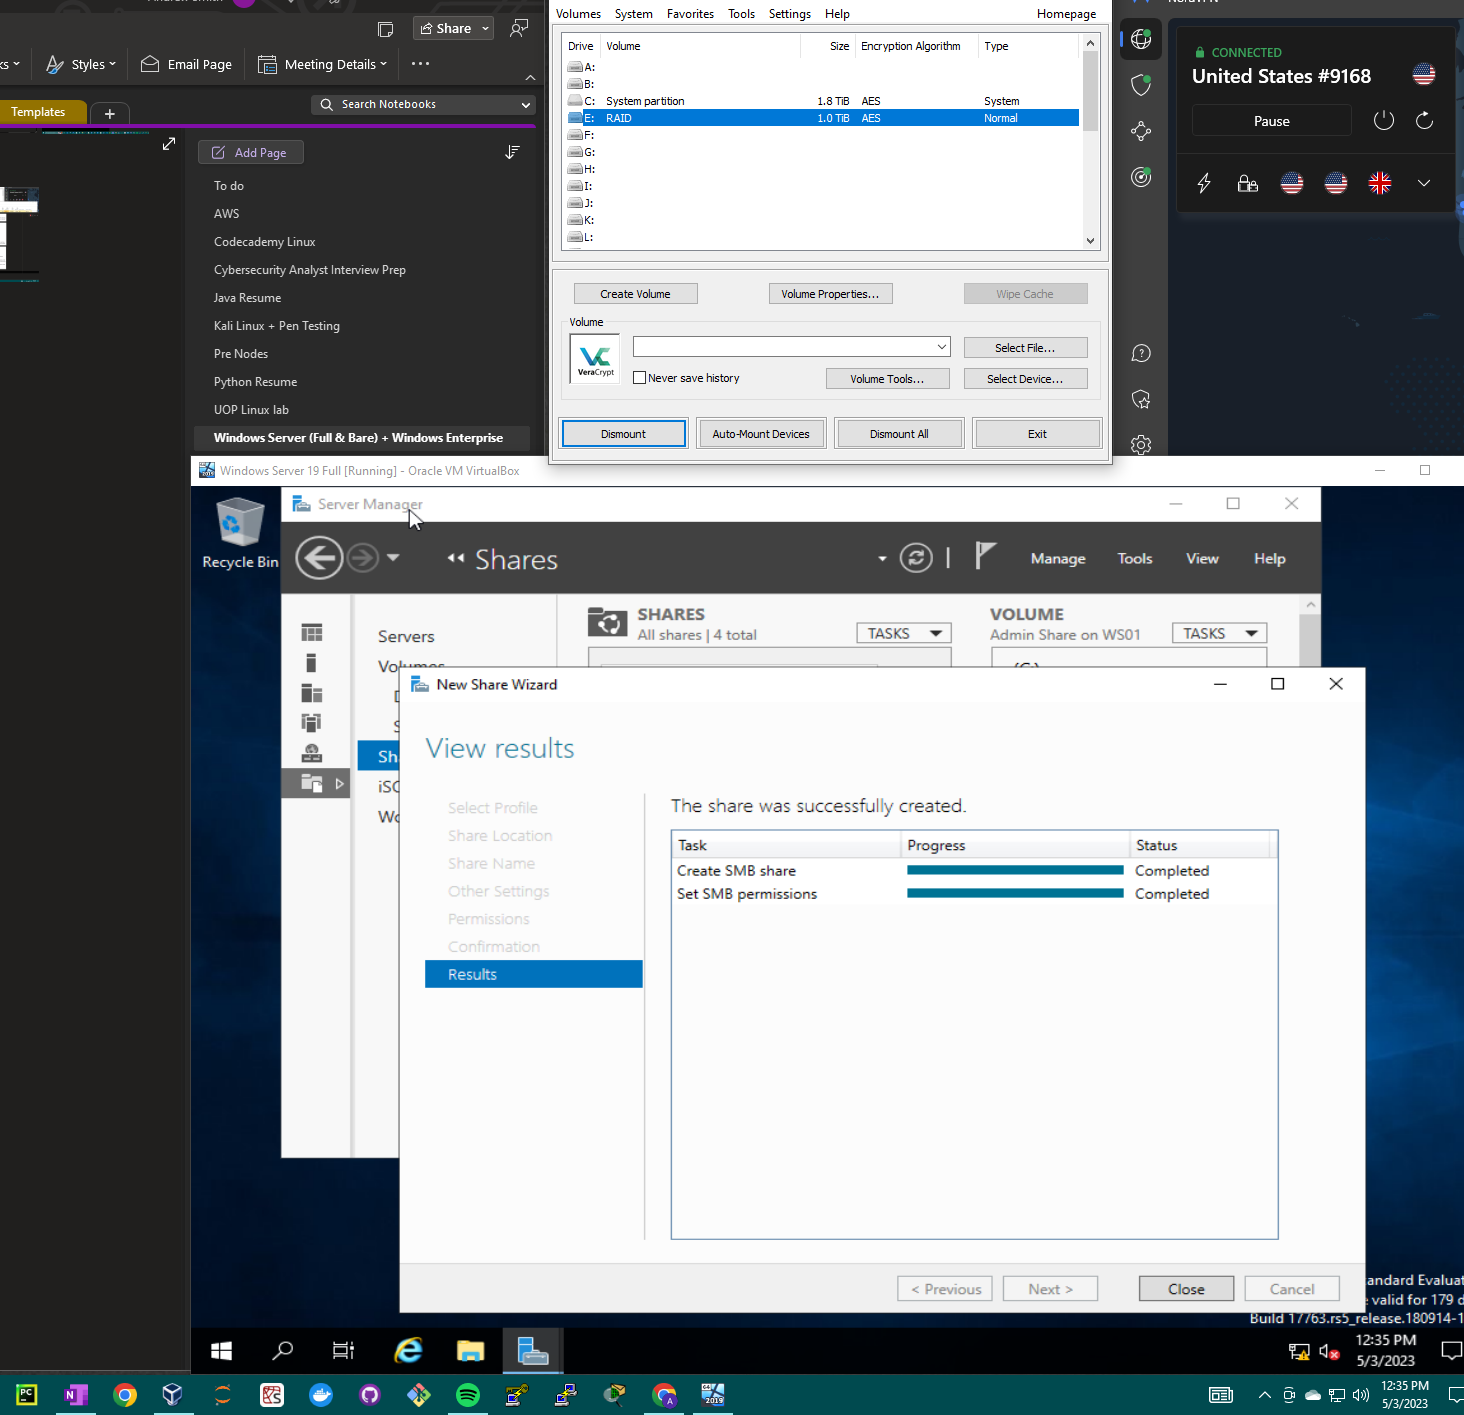 Share
Styles
Email Page
Meeting Details
Templates
Search Notebooks
Add Page
To do
AWS
Codecademy Linux
Cybersecurity Analyst Interview Prep
Java Resume
Kali Linux + Pen Testing
Pre Nodes
Python Resume
UOP Linux lab
Windows Server (Full & Bare) + Windows Enterprise
Volumes System Favorites Tools Settings Help Homepage
Drive Volume Size Encryption Algorithm Type
A:
B:
C: System partition 1.8 TiB AES System
E: RAID 1.0 TiB AES Normal
F:
G:
H:
I:
J:
K:
L:
Create Volume Volume Properties... Wipe Cache
Volume
VC
VeraCrypt
Select File...
Never save history
Volume Tools... Select Device...
Dismount Auto-Mount Devices Dismount All Exit
CONNECTED
United States #9168
Pause
Windows Server 19 Full [Running] - Oracle VM VirtualBox
Recycle Bin
Server Manager
Shares
Manage Tools View Help
Servers
Volumes
Sh
iSC
Wo
SHARES
All shares | 4 total
TASKS
VOLUME
Admin Share on WS01
TASKS
New Share Wizard
View results
Select Profile
Share Location
Share Name
Other Settings
Permissions
Confirmation
Results
The share was successfully created.
Task Progress Status
Create SMB share Completed
Set SMB permissions Completed
< Previous Next > Close Cancel
andard Evaluat
valid for 179 d
Build 17763.rs5_release.180914-1
12:35 PM
5/3/2023
12:35 PM
5/3/2023